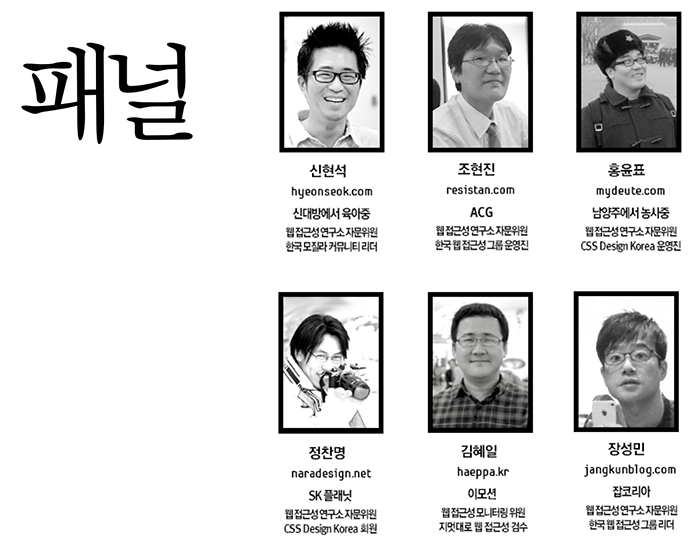 패널
신현석
hyeonseok.com
신대방에서 육아중
웹 접근성 연구소 자문위원
한국 모질라 커뮤니티 리더
조현진
resistan.com
ACG
웹 접근성 연구소 자문위원
한국 웹 접근성 그룹 운영진
홍윤표
mydeute.com
남양주에서 농사중
웹 접근성 연구소 자문위원
CSS Design Korea 운영진
정찬명
naradesign.net
SK 플래닛
웹 접근성 연구소 자문위원
CSS Design Korea 회원
김혜일
haeppa.kr
이모션
웹 접근성 모니터링 위원
지멋대로 웹 접근성 검수
장성민
jangkunblog.com
잡코리아
웹 접근성 연구소 자문위원
한국 웹 접근성 그룹 리더